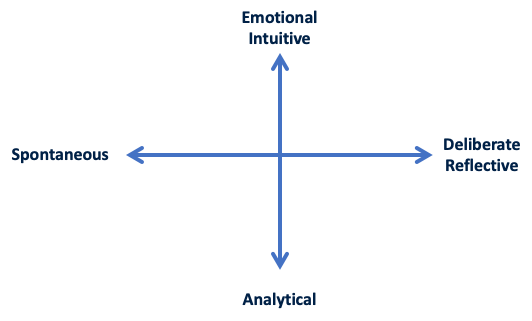 Emotional
Intuitive
Spontaneous
Deliberate
Reflective
Analytical